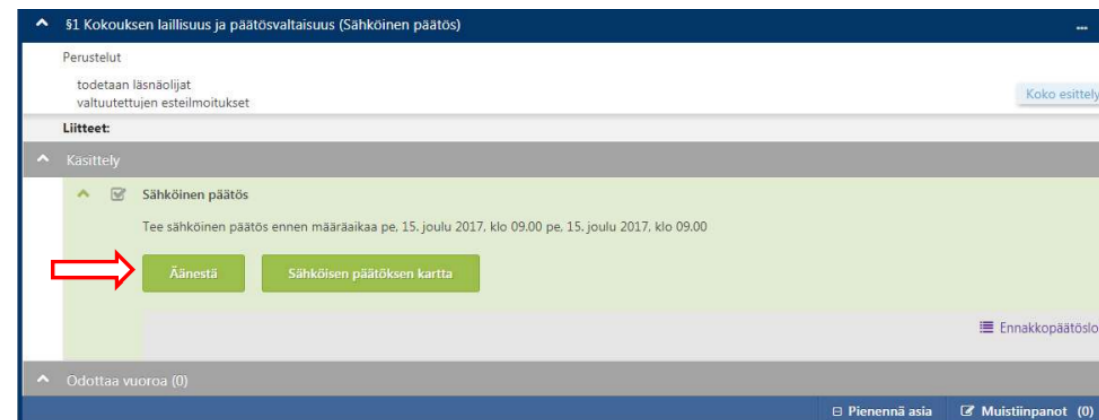 §1 Kokouksen laillisuus ja päätösvaltaisuus (Sähköinen päätös)
Perustelut
todetaan läsnäolijat
valtuutettujen esteilmoitukset
Koko esittely
Liitteet:
Käsittely
Sähköinen päätös
Tee sähköinen päätös ennen määräaikaa pe, 15. joulu 2017, klo 09.00 pe, 15. joulu 2017, klo 09.00
Äänestä
Sähköisen päätöksen kartta
Ennakkopäätöslo
Odottaa vuoroa (0)
Pienennä asia
Muistiinpanot (0)